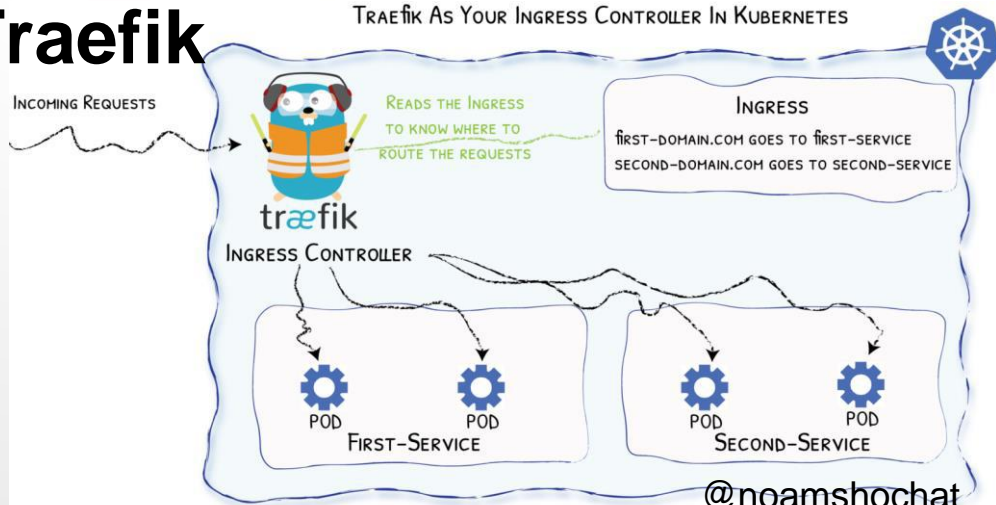 Traefik
TRAEFIK AS YOUR INGRESS CONTROLLER IN KUBERNETES
INCOMING REQUESTS
READS THE INGRESS
TO KNOW WHERE TO
ROUTE THE REQUESTS
INGRESS
FIRST-DOMAIN.COM GOES TO FIRST-SERVICE
SECOND-DOMAIN.COM GOES TO SECOND-SERVICE
træfik
INGRESS CONTROLLER
POD
POD
FIRST-SERVICE
POD
POD
SECOND-SERVICE
@noamshochat